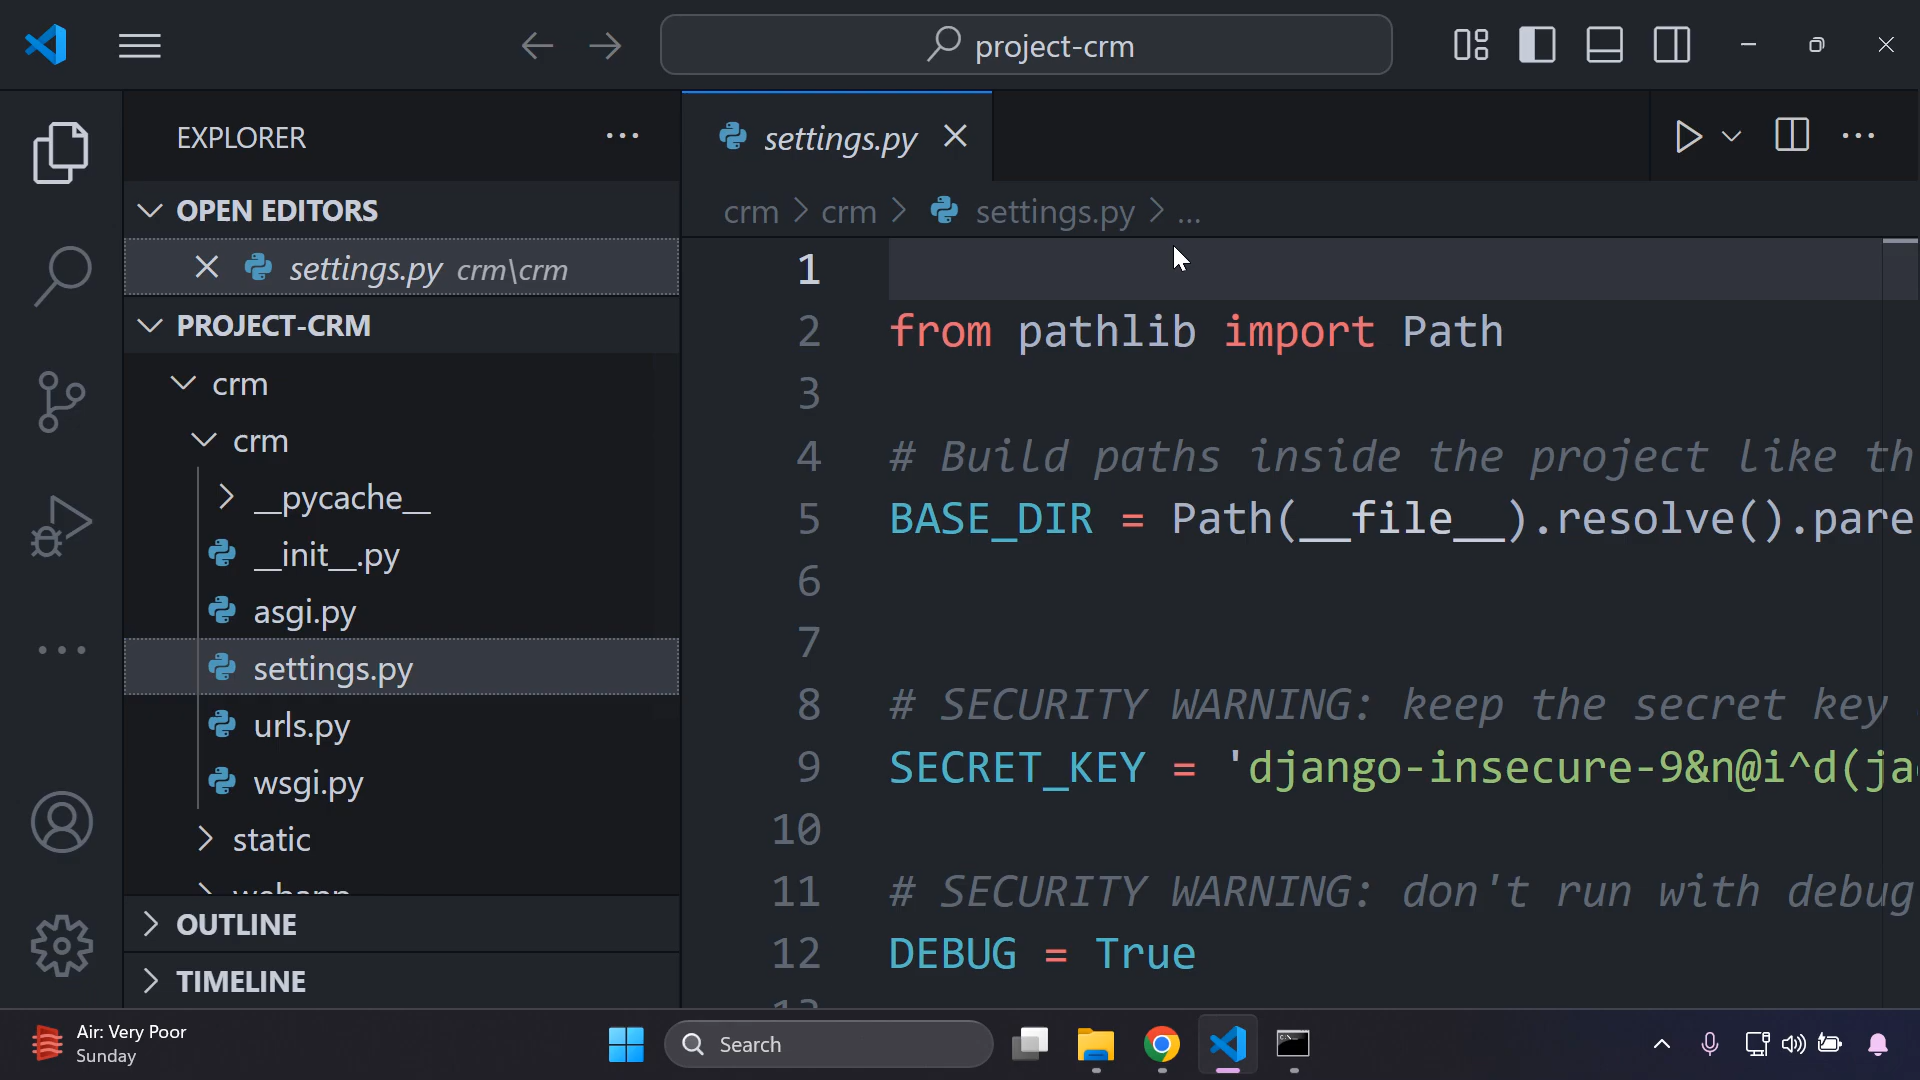 project-crm
EXPLORER
OPEN EDITORS
settings.py crm\crm
PROJECT-CRM
crm
crm
__pycache__
__init__.py
asgi.py
settings.py
urls.py
wsgi.py
static
webapp
OUTLINE
TIMELINE
settings.py
crm > crm > settings.py > ...
1
2 from pathlib import Path
3
4 # Build paths inside the project like th
5 BASE_DIR = Path(__file__).resolve().pare
6
7
8 # SECURITY WARNING: keep the secret key
9 SECRET_KEY = 'django-insecure-9&n@i^d(ja
10
11 # SECURITY WARNING: don't run with debug
12 DEBUG = True
13
Air: Very Poor
Sunday
Search